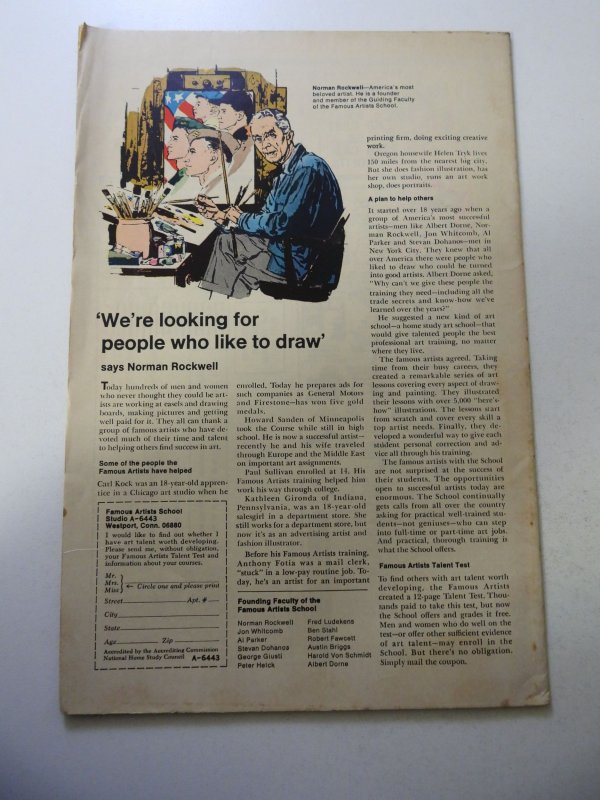 Norman Rockwell—America's most
beloved artist. He is a founder
and member of the Guiding Faculty
of the Famous Artists School.
'We're looking for
people who like to draw'
says Norman Rockwell
Today hundreds of men and women
who never thought they could be art-
ists are working at easels and drawing
boards, making pictures and getting
well paid for it. They all can thank a
group of famous artists who have de-
voted much of their time and talent
to helping others find success in art.
Some of the people the
Famous Artists have helped
Carl Kock was an 18-year-old appren-
tice in a Chicago art studio when he
enrolled. Today he prepares ads for
such companies as General Motors
and Firestone—has won five gold
medals.
Howard Sanden of Minneapolis
took the Course while still in high
school. He is now a successful artist—
recently he and his wife traveled
through Europe and the Middle East
on important art assignments.
Paul Sullivan enrolled at 14. His
Famous Artists training helped him
work his way through college.
Kathleen Gironda of Indiana,
Pennsylvania, was an 18-year-old
salesgirl in a department store. She
still works for a department store, but
now it's as an advertising artist and
fashion illustrator.
Before his Famous Artists training,
Anthony Fotia was a mail clerk,
"stuck" in a low-pay routine job. To-
day, he's an artist for an important
printing firm, doing exciting creative
work.
Oregon housewife Helen Tryk lives
150 miles from the nearest big city.
But she does fashion illustration, has
her own studio, runs an art work
shop, does portraits.
A plan to help others
It started over 18 years ago when a
group of America's most successful
artists—men like Albert Dorne, Nor-
man Rockwell, Jon Whitcomb, Al
Parker and Stevan Dohanos—met in
New York City. They knew that all
over America there were people who
liked to draw who could be turned
into good artists. Albert Dorne asked,
"Why can't we give these people the
training they need—including all the
trade secrets and know-how we've
learned over the years?"
He suggested a new kind of art
school—a home study art school—that
would give talented people the best
professional art training, no matter
where they live.
The famous artists agreed. Taking
time from their busy careers, they
created a remarkable series of art
lessons covering every aspect of draw-
ing and painting. They illustrated
their lessons with over 5,000 "here's-
how" illustrations. The lessons start
from scratch and cover every skill a
top artist needs. Finally, they de-
veloped a wonderful way to give each
student personal correction and ad-
vice all through his training.
The famous artists with the School
are not surprised at the success of
their students. The opportunities
open to successful artists today are
enormous. The School continually
gets calls from all over the country
asking for practical well-trained stu-
dents—not geniuses—who can step
into full-time or part-time art jobs.
And practical, thorough training is
what the School offers.
Famous Artists Talent Test
To find others with art talent worth
developing, the Famous Artists
created a 12-page Talent Test. Thou-
sands paid to take this test, but now
the School offers and grades it free.
Men and women who do well on the
test—or offer other sufficient evidence
of art talent—may enroll in the
School. But there's no obligation.
Simply mail the coupon.
Famous Artists School
Studio A-6443
Westport, Conn. 06880
I would like to find out whether I
have art talent worth developing.
Please send me, without obligation,
your Famous Artists Talent Test and
information about your courses.
Mr.
Mrs. ← Circle one and please print
Miss
Street Apt. #
City
State
Age Zip
Accredited by the Accrediting Commission
National Home Study Council A-6443
Founding Faculty of the
Famous Artists School
Norman Rockwell
Jon Whitcomb
Al Parker
Stevan Dohanos
George Giusti
Peter Helck
Fred Ludekens
Ben Stahl
Robert Fawcett
Austin Briggs
Harold Von Schmidt
Albert Dorne